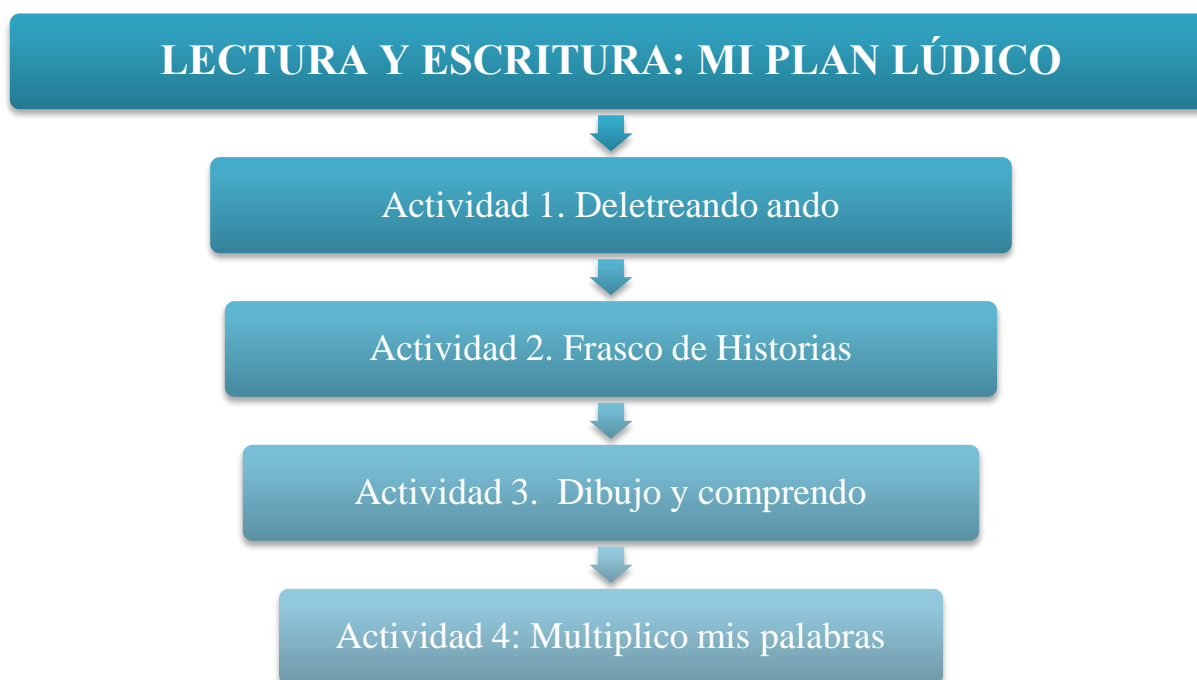 LECTURA Y ESCRITURA: MI PLAN LÚDICO
Actividad 1. Deletreando ando
Actividad 2. Frasco de Historias
Actividad 3.  Dibujo y comprendo
Actividad 4: Multiplico mis palabras